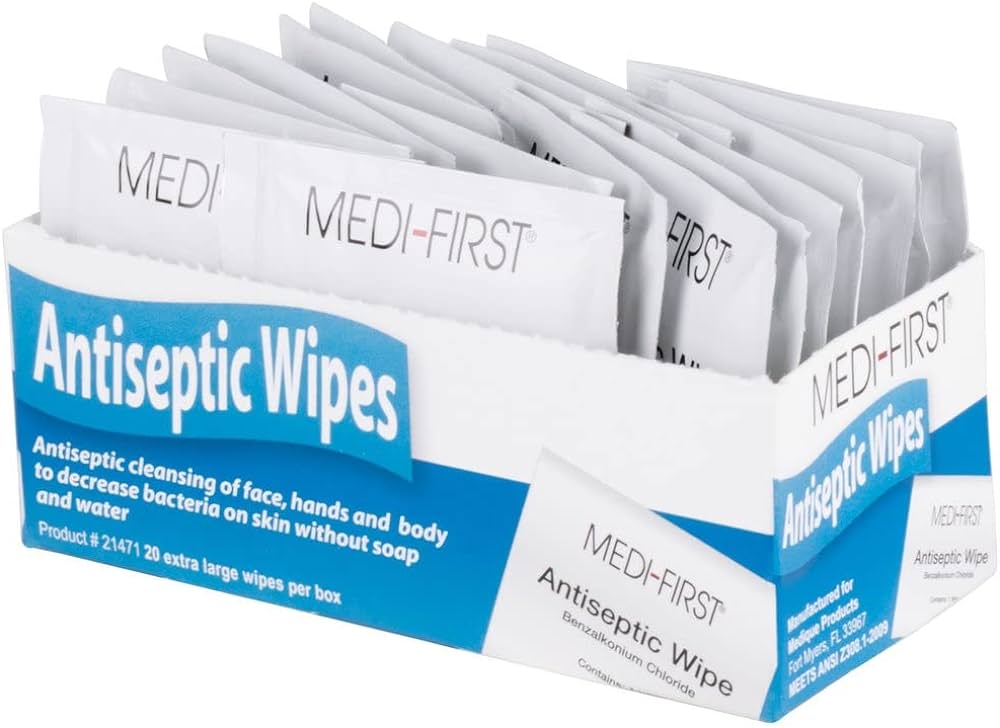 MEDI-
MEDI-FIRST®
FIRST®
Antiseptic Wipes
Antiseptic cleansing of face, hands and body
to decrease bacteria on skin without soap
and water
Product # 21471 20 extra large wipes per box
MEDI-FIRST®
Antiseptic Wipe
Benzalkonium Chloride
Contains:
MEDI-FIRST®
Antiseptic Wipes
MEDI-FIRST®
Antiseptic Wipe
Benzalkonium Chloride
Manufactured for
Medique Products
Fort Myers, FL 33967
MEETS ANSI Z308.1-2009